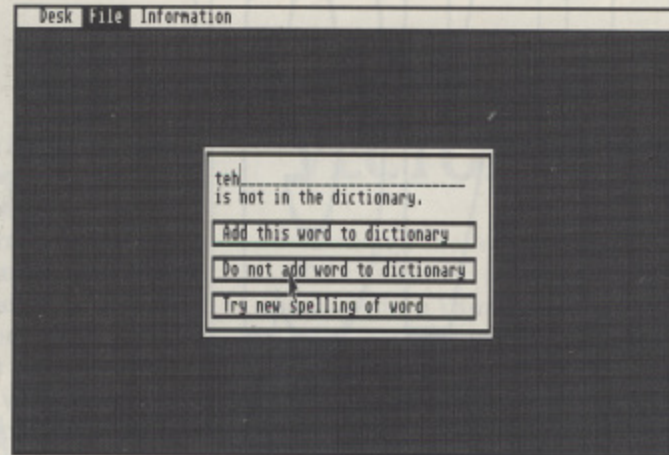 Desk File Information
teh
is not in the dictionary.
Add this word to dictionary
Do not add word to dictionary
Try new spelling of word